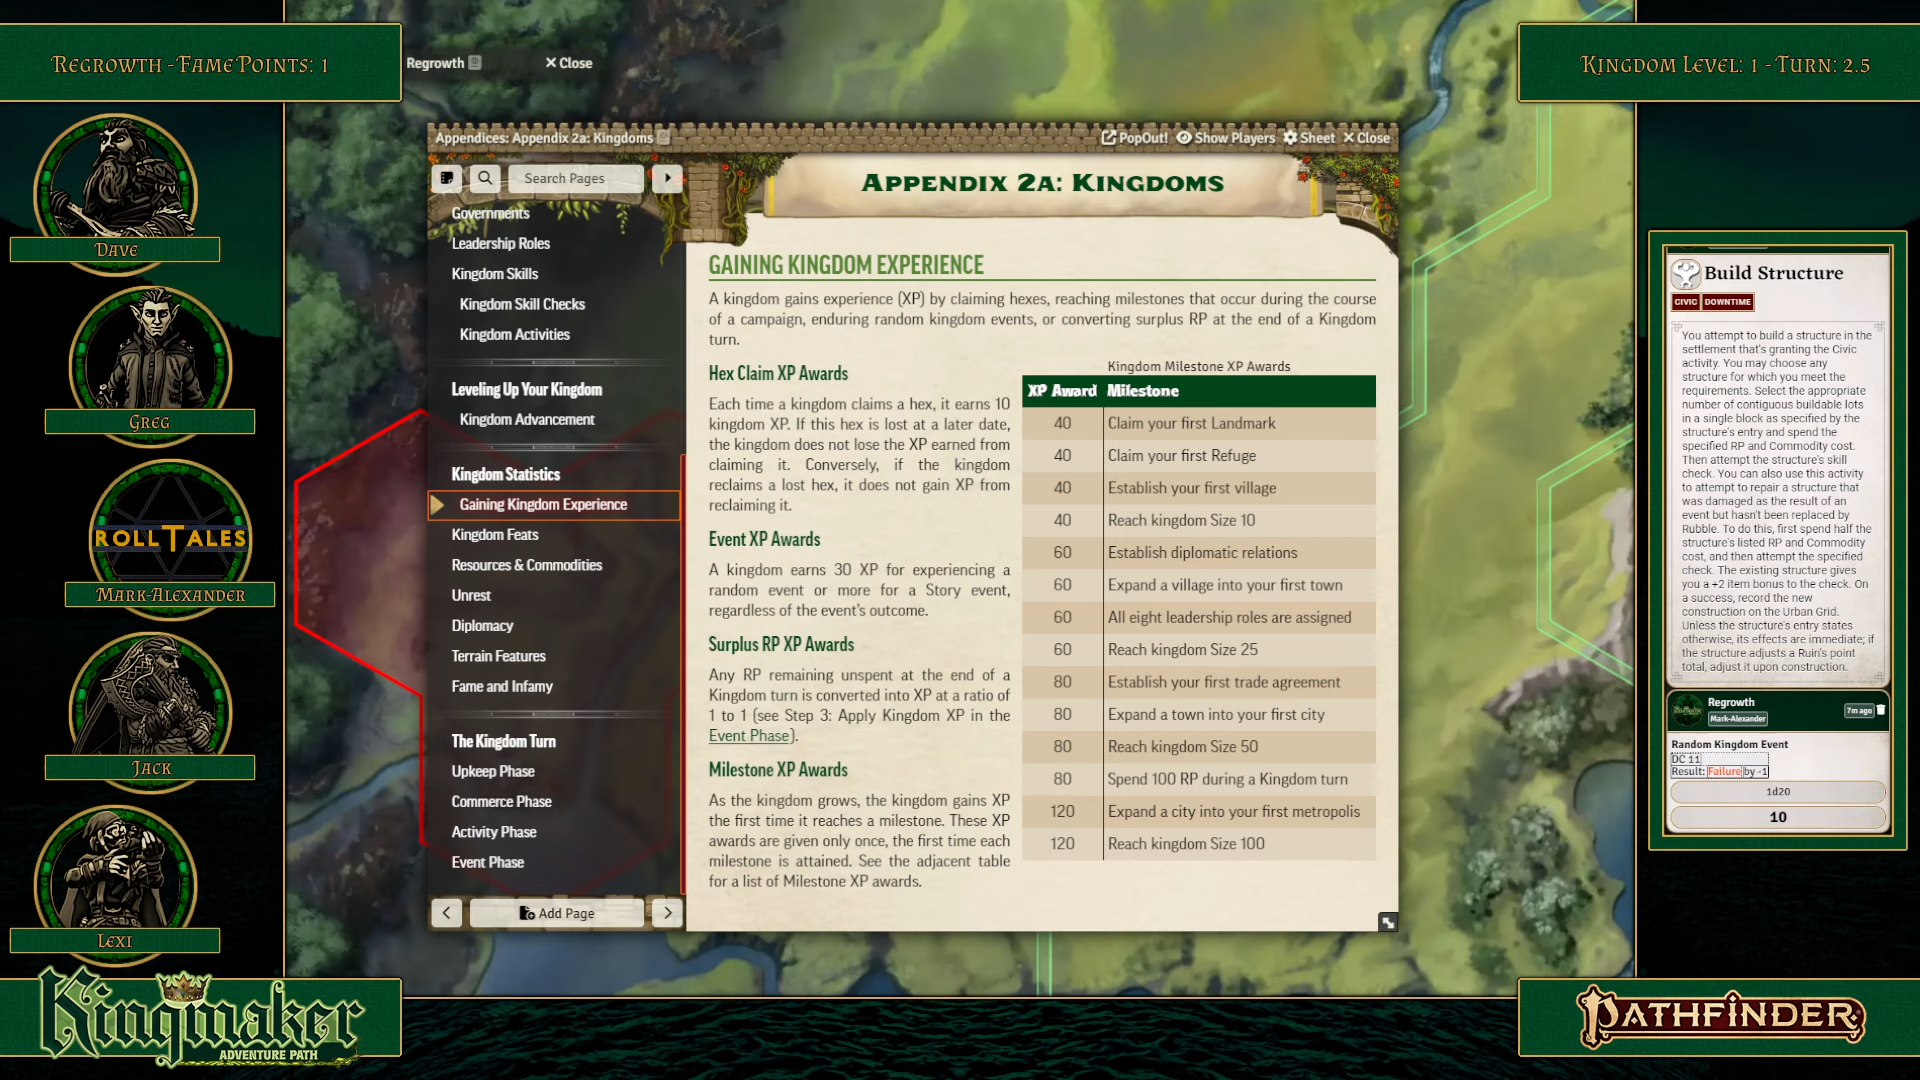 Regrowth - Fame Points: 1
Regrowth
Close
Kingdom Level: 1 - Turn: 2.5
Dave
Greg
ROLLTALES
Mark-Alexander
Jack
Lexi
Kingmaker
ADVENTURE PATH
Appendices: Appendix 2a: Kingdoms
PopOut! Show Players Sheet Close
Search Pages
Governments
Leadership Roles
Kingdom Skills
Kingdom Skill Checks
Kingdom Activities
Leveling Up Your Kingdom
Kingdom Advancement
Kingdom Statistics
Gaining Kingdom Experience
Kingdom Feats
Resources & Commodities
Unrest
Diplomacy
Terrain Features
Fame and Infamy
The Kingdom Turn
Upkeep Phase
Commerce Phase
Activity Phase
Event Phase
Add Page
Appendix 2a: Kingdoms
GAINING KINGDOM EXPERIENCE
A kingdom gains experience (XP) by claiming hexes, reaching milestones that occur during the course
of a campaign, enduring random kingdom events, or converting surplus RP at the end of a Kingdom
turn.
Hex Claim XP Awards
Each time a kingdom claims a hex, it earns 10
kingdom XP. If this hex is lost at a later date,
the kingdom does not lose the XP earned from
claiming it. Conversely, if the kingdom
reclaims a lost hex, it does not gain XP from
reclaiming it.
Event XP Awards
A kingdom earns 30 XP for experiencing a
random event or more for a Story event,
regardless of the event's outcome.
Surplus RP XP Awards
Any RP remaining unspent at the end of a
Kingdom turn is converted into XP at a ratio of
1 to 1 (see Step 3: Apply Kingdom XP in the
Event Phase).
Milestone XP Awards
As the kingdom grows, the kingdom gains XP
the first time it reaches a milestone. These XP
awards are given only once, the first time each
milestone is attained. See the adjacent table
for a list of Milestone XP awards.
Kingdom Milestone XP Awards
XP Award Milestone
40 Claim your first Landmark
40 Claim your first Refuge
40 Establish your first village
40 Reach kingdom Size 10
60 Establish diplomatic relations
60 Expand a village into your first town
60 All eight leadership roles are assigned
60 Reach kingdom Size 25
80 Establish your first trade agreement
80 Expand a town into your first city
80 Reach kingdom Size 50
80 Spend 100 RP during a Kingdom turn
120 Expand a city into your first metropolis
120 Reach kingdom Size 100
Build Structure
CIVIC DOWNTIME
You attempt to build a structure in the
settlement that's granting the Civic
activity. You may choose any
structure for which you meet the
requirements. Select the appropriate
number of contiguous buildable lots
in a single block as specified by the
structure's entry and spend the
specified RP and Commodity cost.
Then attempt the structure's skill
check. You can also use this activity
to attempt to repair a structure that
was damaged as the result of an
event but hasn't been replaced by
Rubble. To do this, first spend half the
structure's listed RP and Commodity
cost, and then attempt the specified
check. The existing structure gives
you a +2 item bonus to the check. On
a success, record the new
construction on the Urban Grid.
Unless the structure's entry states
otherwise, its effects are immediate; if
the structure adjusts a Ruin's point
total, adjust it upon construction.
Regrowth
Mark-Alexander
7m ago
Random Kingdom Event
DC 11
Result: Failure by -1
1d20
10
PATHFINDER